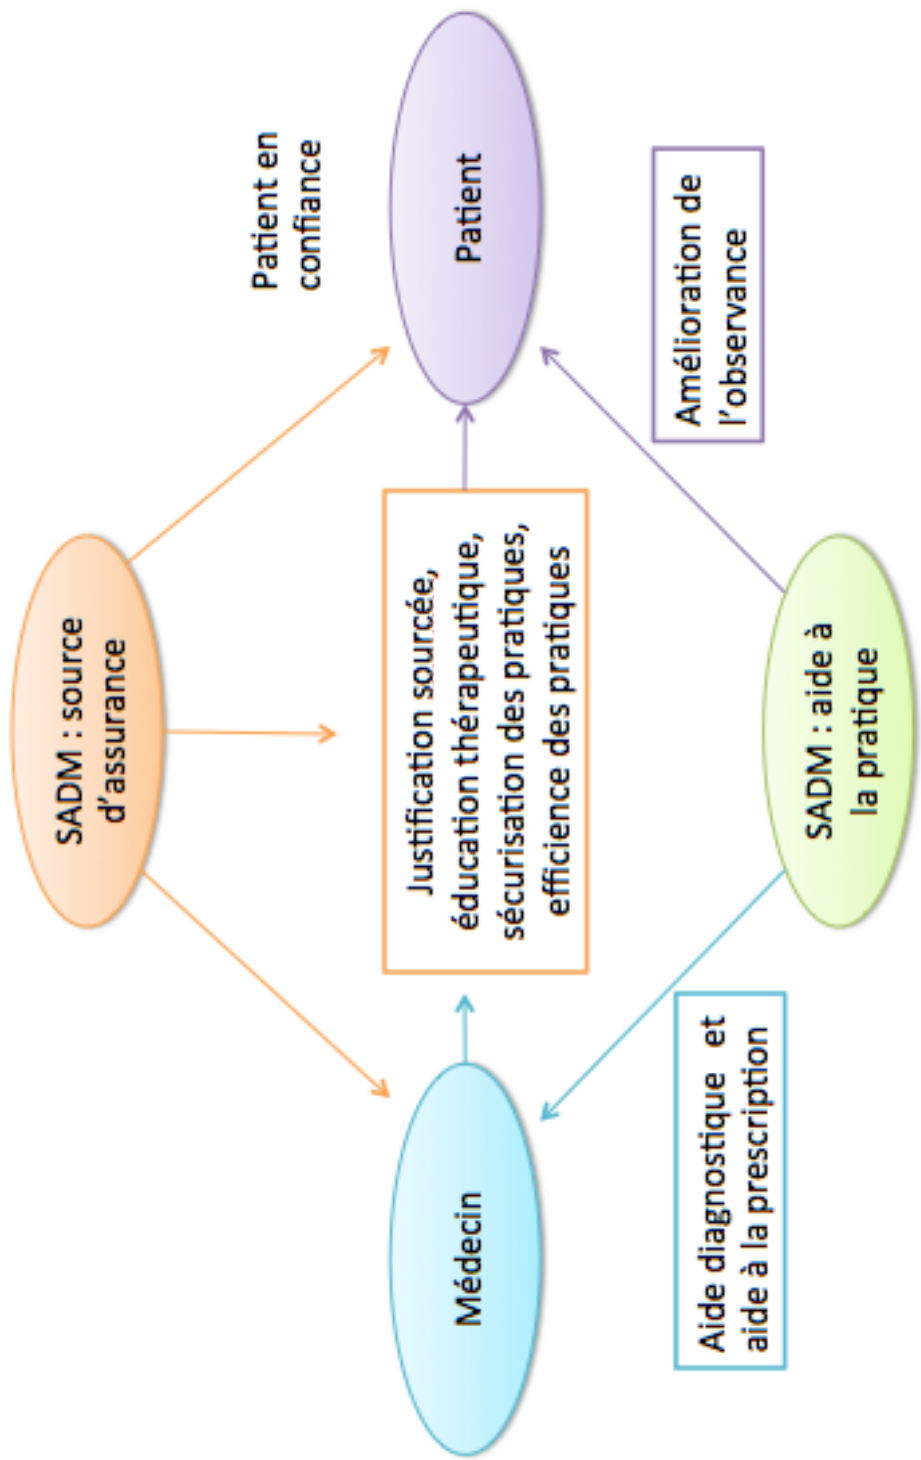 SADM : source
d'assurance
Patient en
confiance
Médecin
Justification sourcée,
éducation thérapeutique,
sécurisation des pratiques,
efficience des pratiques
Patient
Aide diagnostique et
aide à la prescription
Amélioration de
l'observance
SADM : aide à
la pratique